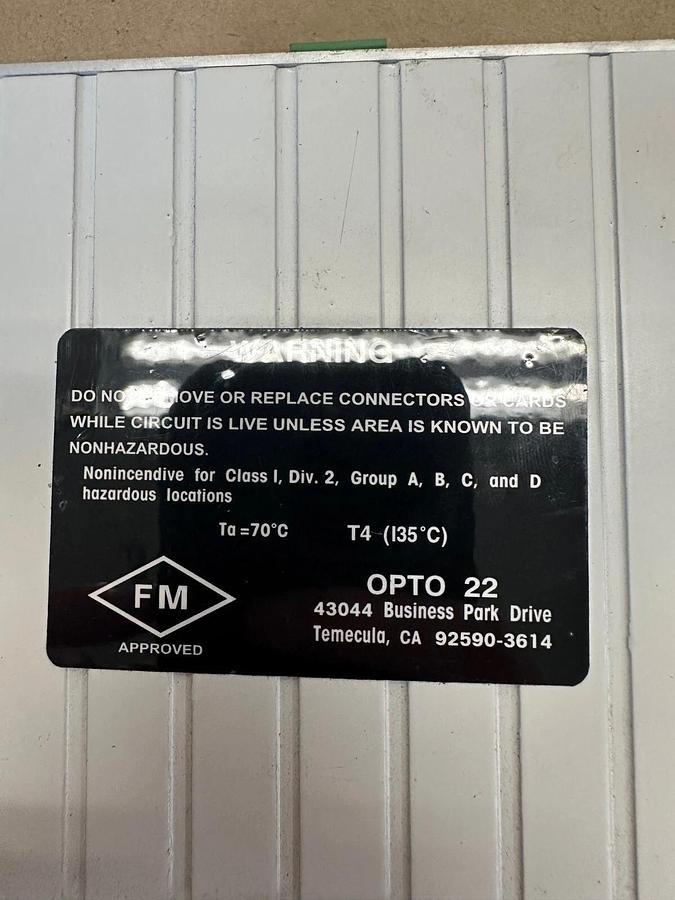 WARNING
DO NOT REMOVE OR REPLACE CONNECTORS OR CARDS
WHILE CIRCUIT IS LIVE UNLESS AREA IS KNOWN TO BE
NONHAZARDOUS.
Nonincendive for Class I, Div. 2, Group A, B, C, and D
hazardous locations
Ta =70°C T4 (135°C)
FM
APPROVED
OPTO 22
43044 Business Park Drive
Temecula, CA 92590-3614